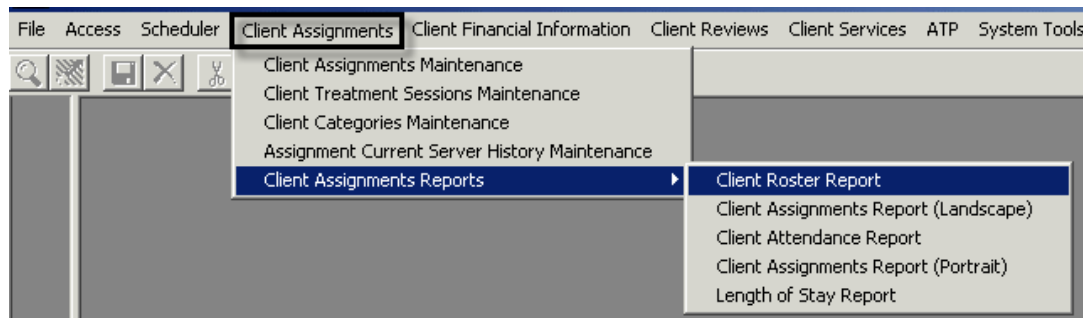 File Access Scheduler Client Assignments Client Financial Information Client Reviews Client Services ATP System Tools
Client Assignments Maintenance
Client Treatment Sessions Maintenance
Client Categories Maintenance
Assignment Current Server History Maintenance
Client Assignments Reports
Client Roster Report
Client Assignments Report (Landscape)
Client Attendance Report
Client Assignments Report (Portrait)
Length of Stay Report